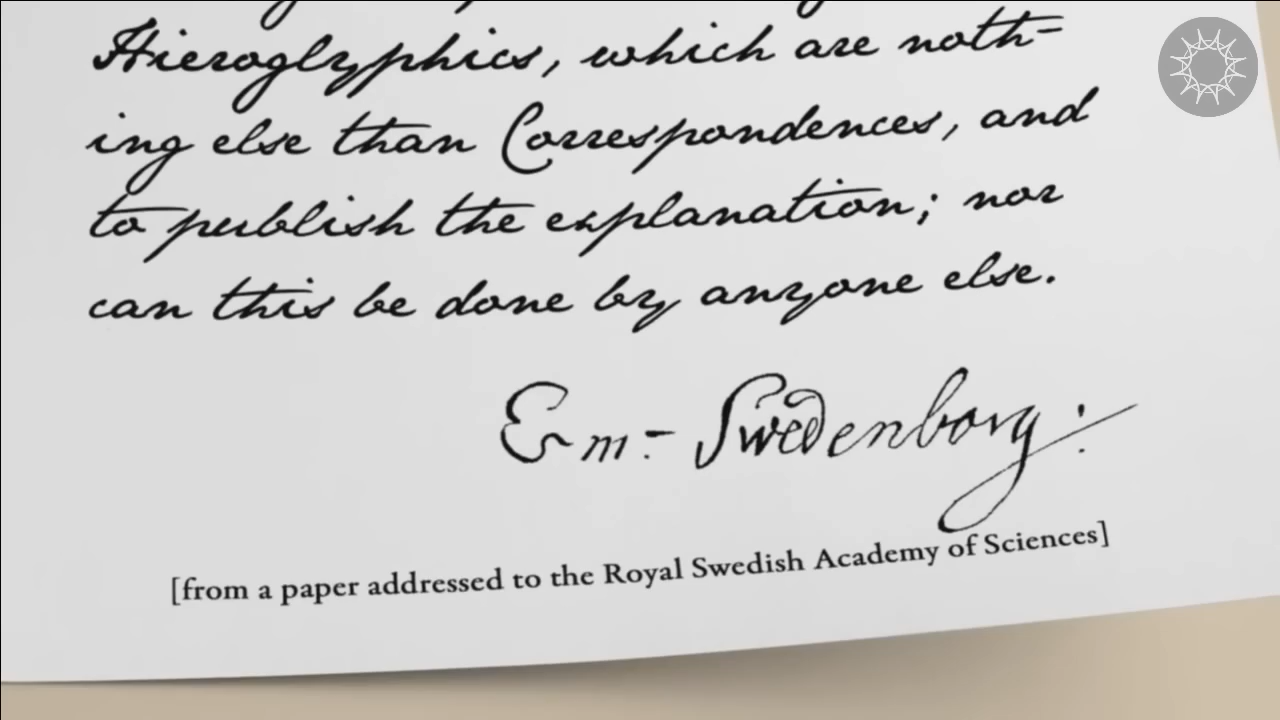 Hieroglyphics, which are noth-
ing else than Correspondences, and
to publish the explanation; nor
can this be done by anyone else.
Em:- Swedenborg:
[from a paper addressed to the Royal Swedish Academy of Sciences]